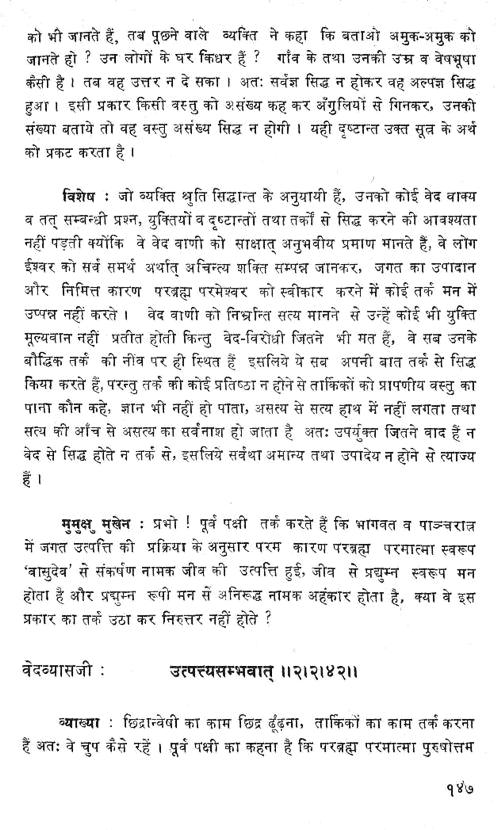 को भी जानते हैं, तब पूछने वाले व्यक्ति ने कहा कि बताओ अमुक-अमुक को
जानते हो ? उन लोगों के घर किधर हैं ? गाँव के तथा उनकी उम्र व वेषभूषा
कैसी है । तब वह उत्तर न दे सका । अतः सर्वज्ञ सिद्ध न होकर वह अल्पज्ञ सिद्ध
हुआ । इसी प्रकार किसी वस्तु को असंख्य कह कर अँगुलियों से गिनकर, उनकी
संख्या बताये तो वह वस्तु असंख्य सिद्ध न होगी । यही दृष्टान्त उक्त सूत्र के अर्थ
को प्रकट करता है ।
विशेष : जो व्यक्ति श्रुति सिद्धान्त के अनुयायी हैं, उनको कोई वेद वाक्य
व तत् सम्बन्धी प्रश्न, युक्तियों व दृष्टान्तों तथा तर्कों से सिद्ध करने की आवश्यता
नहीं पड़ती क्योंकि वे वेद वाणी को साक्षात् अनुभवीय प्रमाण मानते हैं, वे लोग
ईश्वर को सर्व समर्थ अर्थात् अचिन्त्य शक्ति सम्पन्न जानकर, जगत का उपादान
और निमित्त कारण परब्रह्म परमेश्वर को स्वीकार करने में कोई तर्क मन में
उष्पन्न नहीं करते । वेद वाणी को निर्भ्रान्ति सत्य मानने से उन्हें कोई भी युक्ति
मूल्यवान नहीं प्रतीत होती किन्तु वेद-विरोधी जितने भी मत हैं, वे सब उनके
बौद्धिक तर्क की नींव पर ही स्थित हैं इसलिये ये सब अपनी बात तर्क से सिद्ध
किया करते हैं, परन्तु तर्क की कोई प्रतिष्ठा न होने से तार्किकों को प्रापणीय वस्तु का
पाना कौन कहे, ज्ञान भी नहीं हो पाता, असत्य से सत्य हाथ में नहीं लगता तथा
सत्य की आँच से असत्य का सर्वनाश हो जाता है अतः उपर्युक्त जितने वाद हैं न
वेद से सिद्ध होते न तर्क से, इसलिये सर्वथा अमान्य तथा उपादेय न होने से त्याज्य
हैं ।
मुमुक्षु मुखेन : प्रभो ! पूर्व पक्षी तर्क करते हैं कि भागवत व पाञ्चरात्र
में जगत उत्पत्ति की प्रक्रिया के अनुसार परम कारण परब्रह्म परमात्मा स्वरूप
'बासुदेव' से संकर्षण नामक जीव की उत्पत्ति हुई, जीव से प्रद्युम्न स्वरूप मन
होता है और प्रद्युम्न रूपी मन से अनिरूद्ध नामक अहंकार होता है, क्या वे इस
प्रकार का तर्क उठा कर निरुत्तर नहीं होते ?
वेदव्यासजी : उत्पत्त्यसम्भवात् ।।२।२।४२।।
व्याख्या : छिद्रान्वेषी का काम छिद्र ढूँढ़ना, तार्किकों का काम तर्क करना
हैं अतः वे चुप कैसे रहें । पूर्व पक्षी का कहना है कि परब्रह्म परमात्मा पुरुषोत्तम
१४७